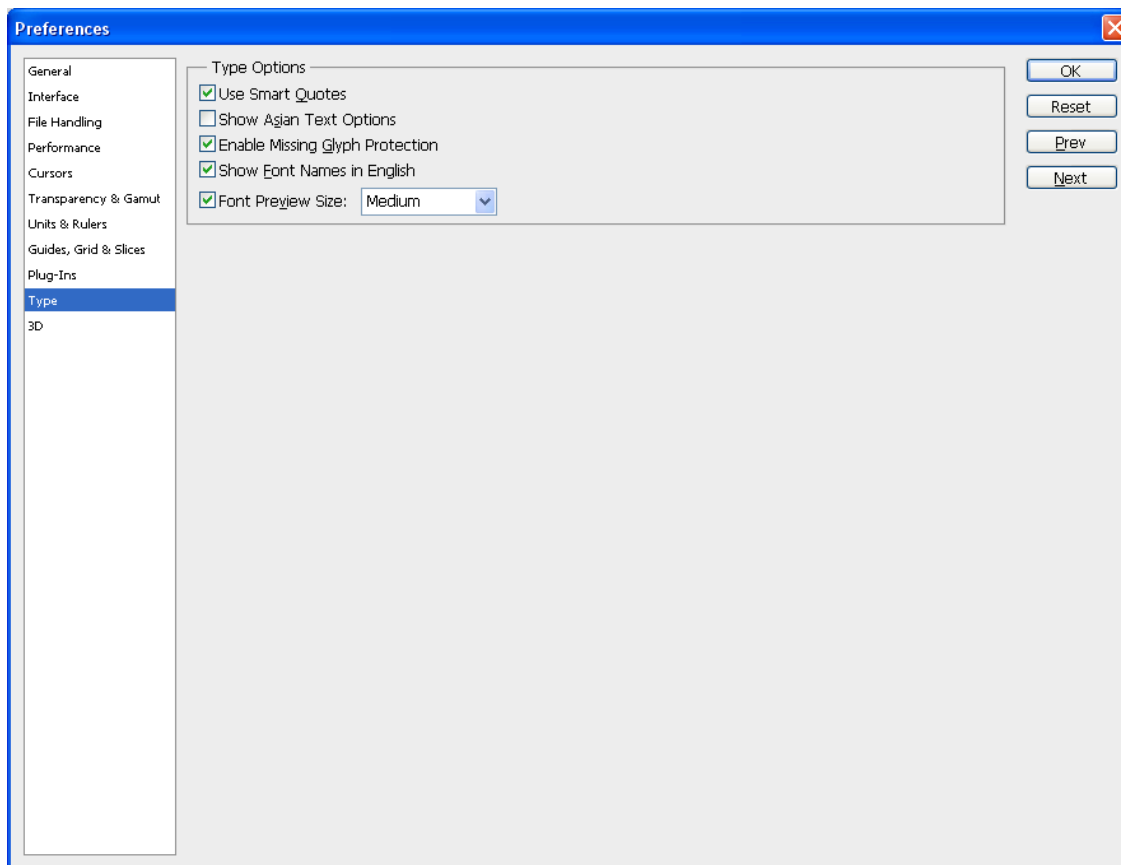 Preferences
General
Interface
File Handling
Performance
Cursors
Transparency & Gamut
Units & Rulers
Guides, Grid & Slices
Plug-Ins
Type
3D
Type Options
Use Smart Quotes
Show Asian Text Options
Enable Missing Glyph Protection
Show Font Names in English
Font Preview Size: Medium
OK
Reset
Prev
Next